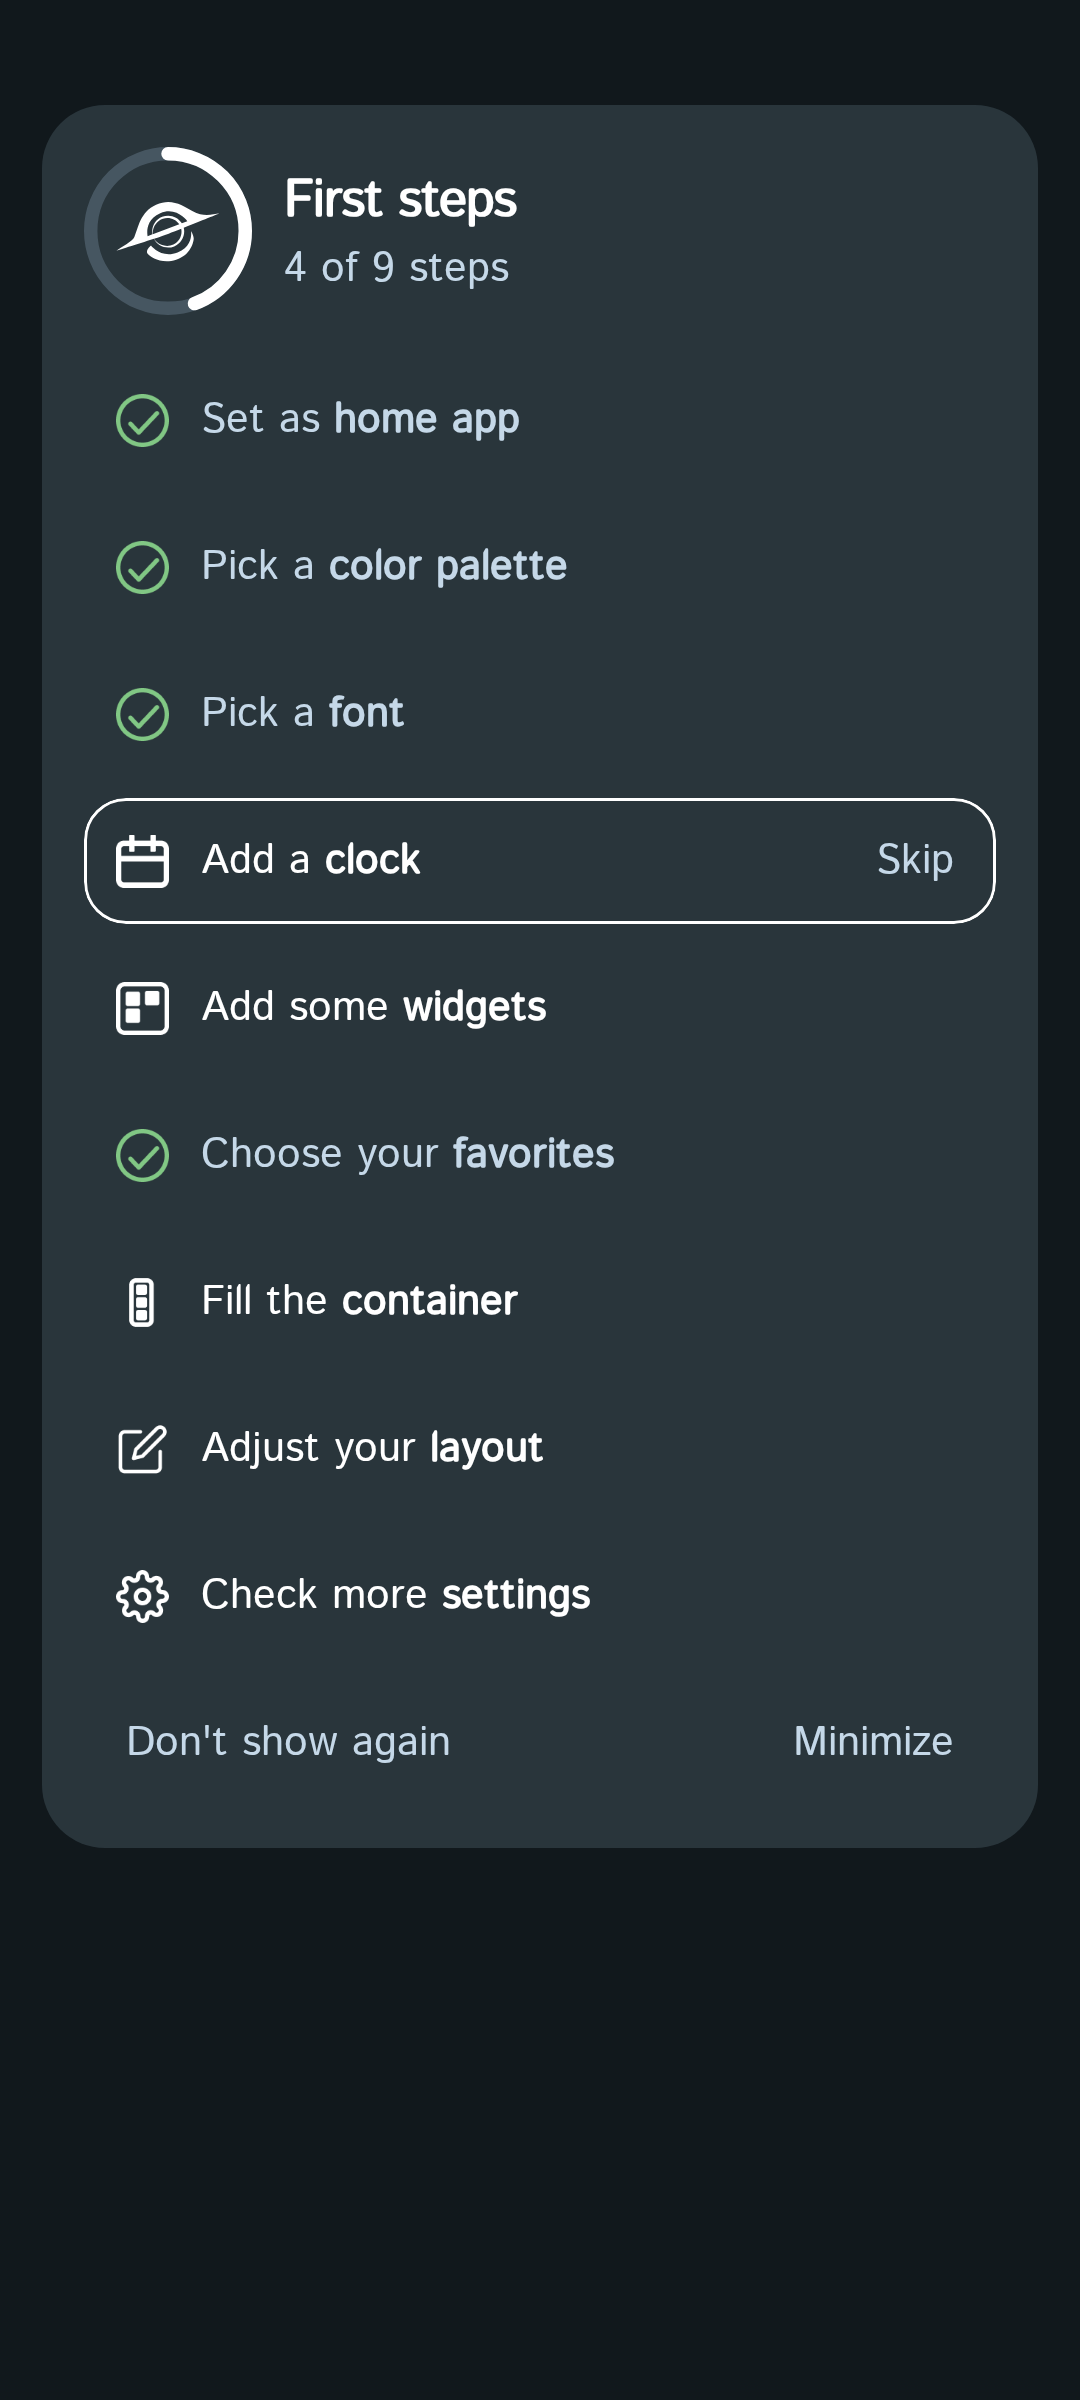 First steps
4 of 9 steps
Set as home app
Pick a color palette
Pick a font
Add a clock
Skip
Add some widgets
Choose your favorites
Fill the container
Adjust your layout
Check more settings
Don't show again
Minimize